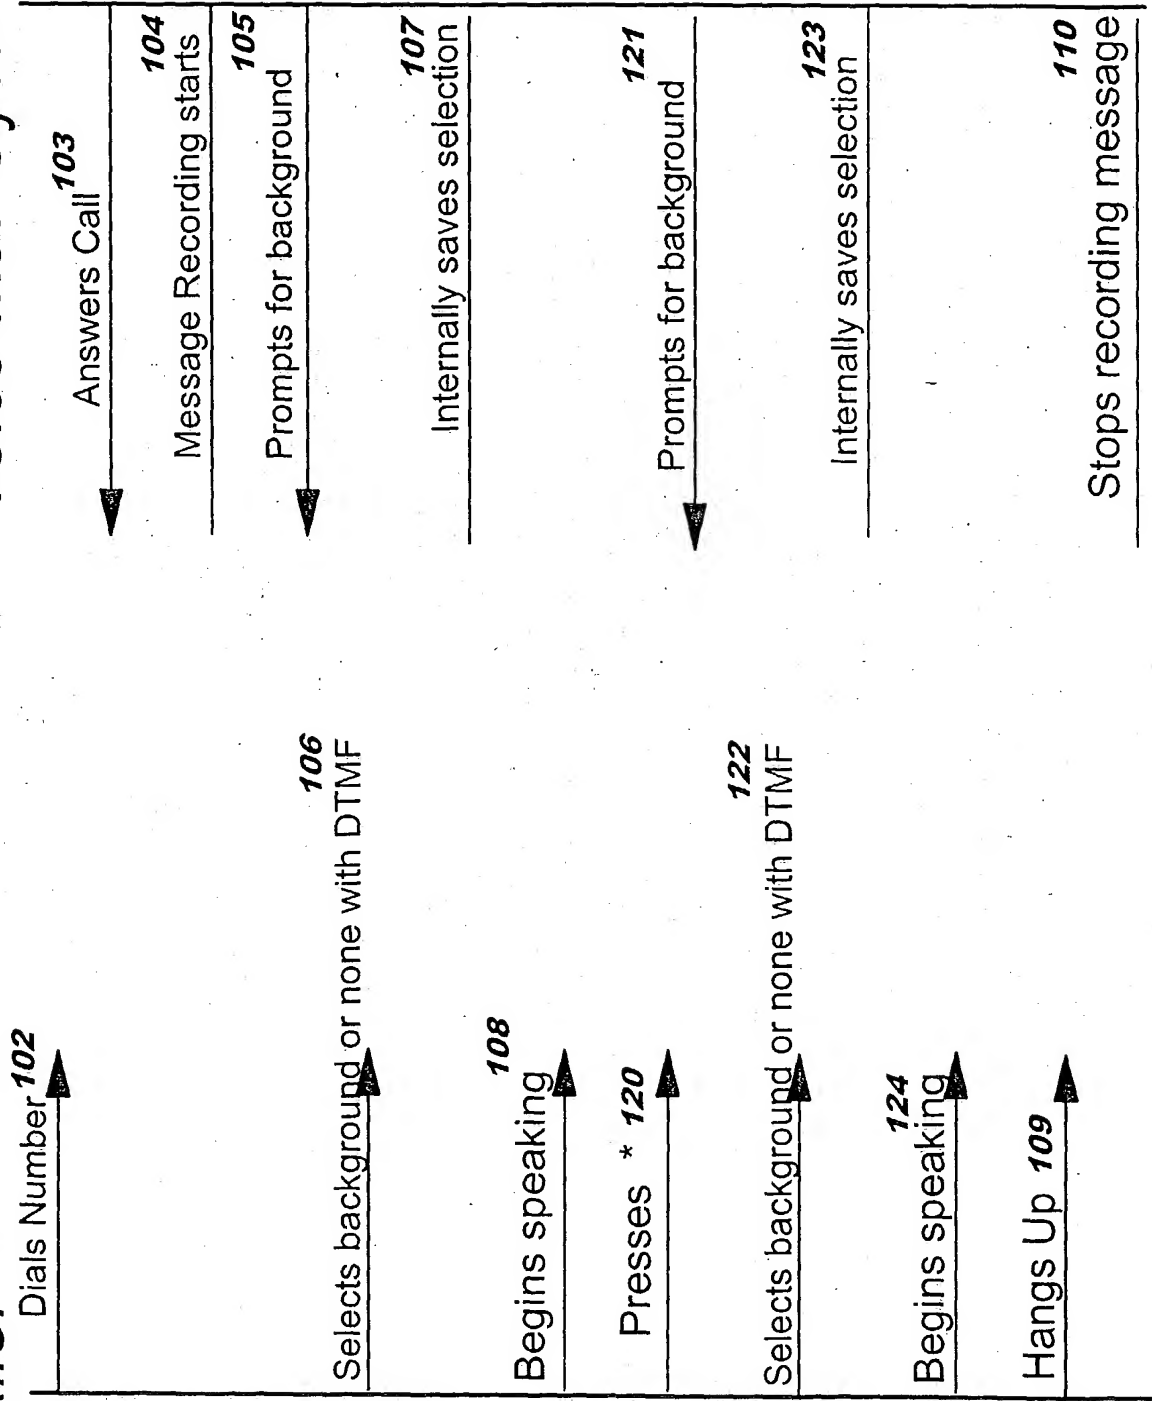 Dials Number 102
Answers Call 103
Message Recording starts 104
Prompts for background 105
Selects background or none with DTMF 106
Internally saves selection 107
Begins speaking 108
Presses * 120
Prompts for background 121
Selects background or none with DTMF 122
Internally saves selection 123
Begins speaking 124
Hangs Up 109
Stops recording message 110